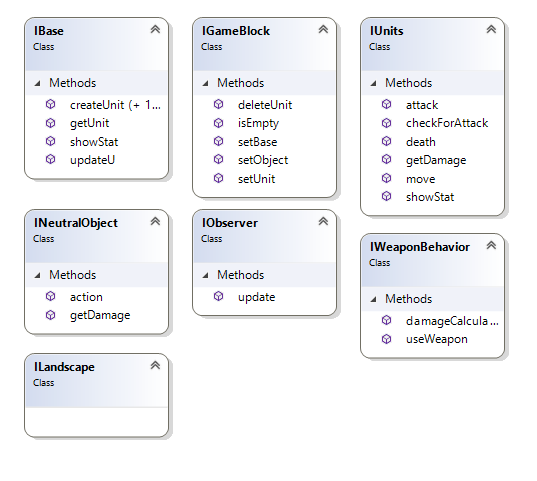 IBase
Class
Methods
createUnit (+ 1...
getUnit
showStat
updateU
IGameBlock
Class
Methods
deleteUnit
isEmpty
setBase
setObject
setUnit
IUnits
Class
Methods
attack
checkForAttack
death
getDamage
move
showStat
INeutralObject
Class
Methods
action
getDamage
IObserver
Class
Methods
update
IWeaponBehavior
Class
Methods
damageCalcula...
useWeapon
ILandscape
Class